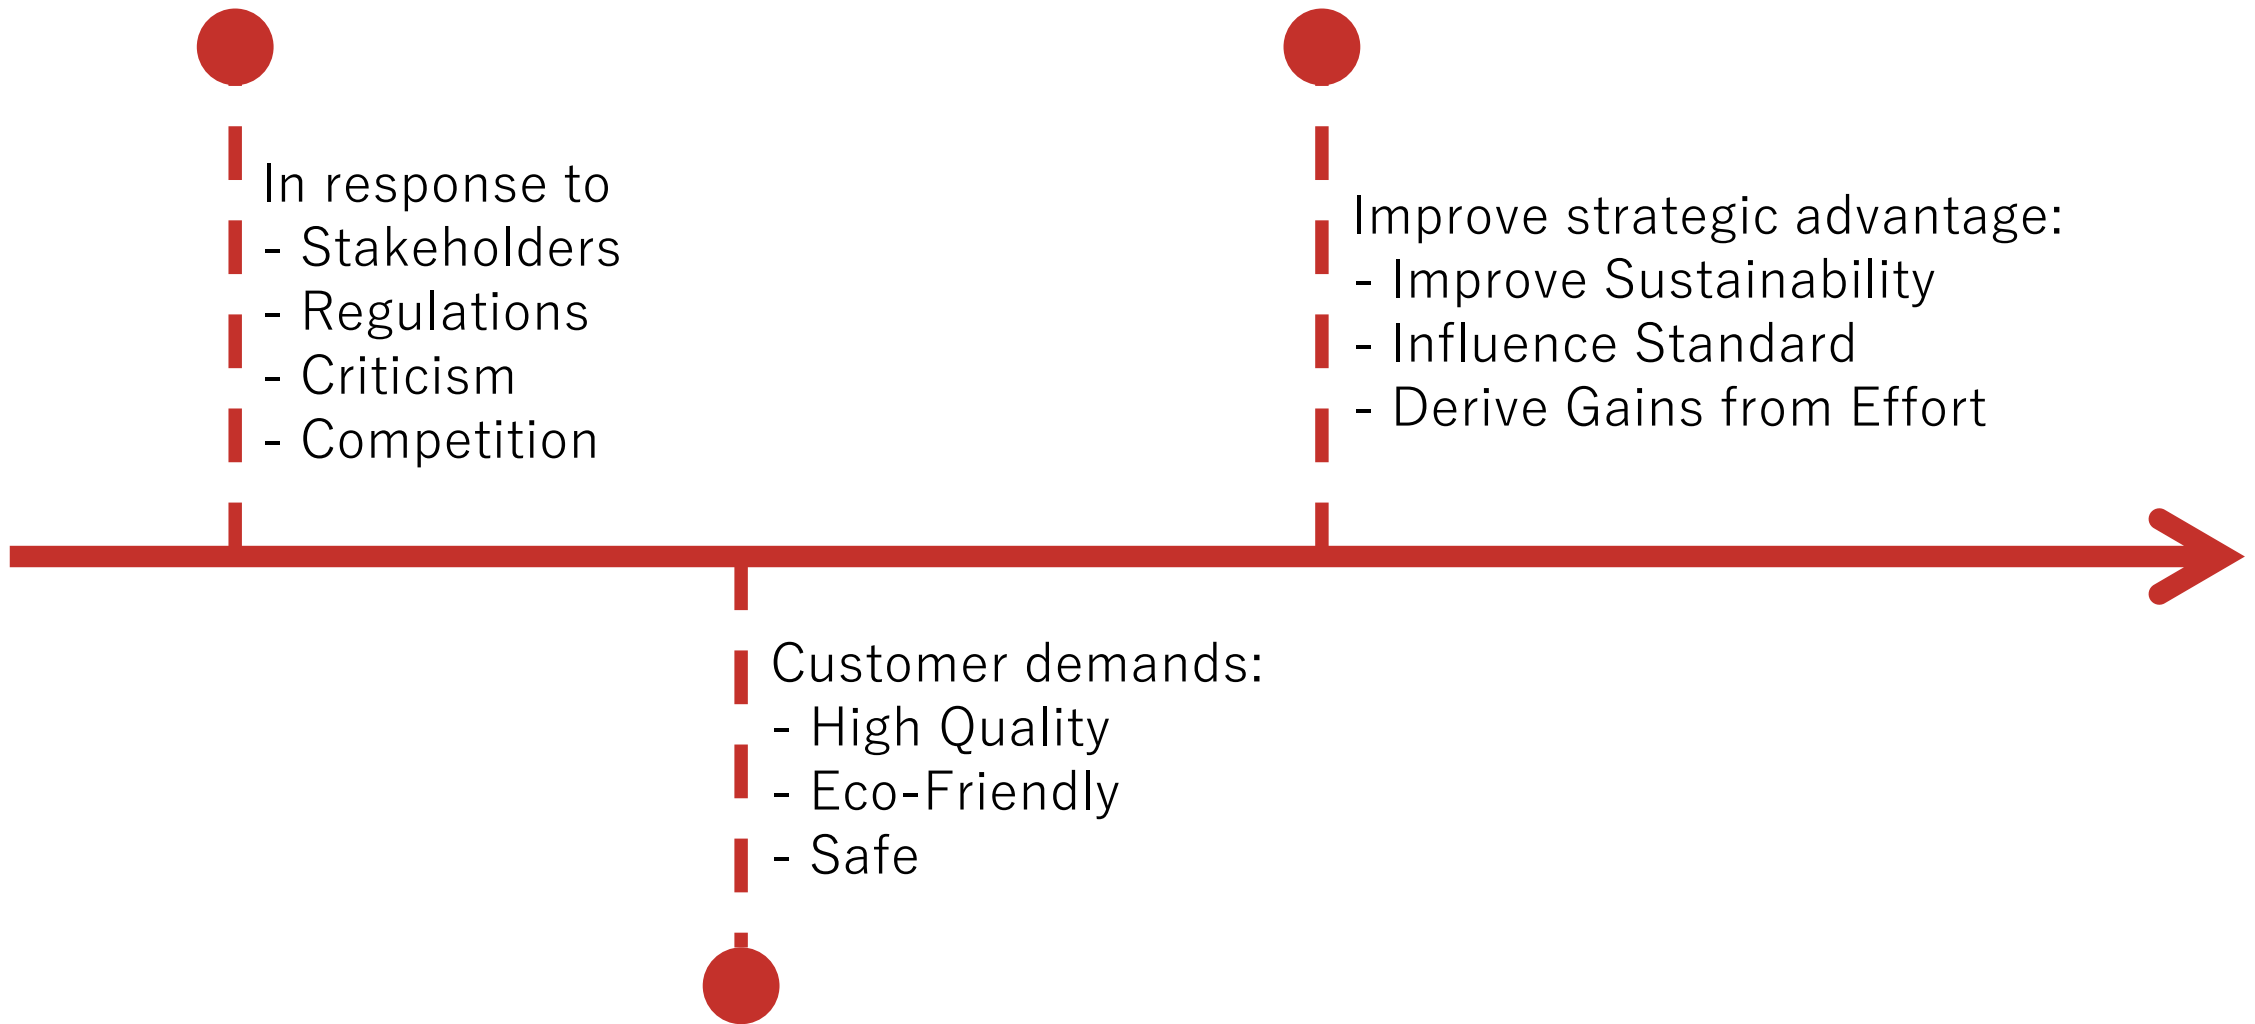 In response to
- Stakeholders
- Regulations
- Criticism
- Competition
Customer demands:
- High Quality
- Eco-Friendly
- Safe
Improve strategic advantage:
- Improve Sustainability
- Influence Standard
- Derive Gains from Effort